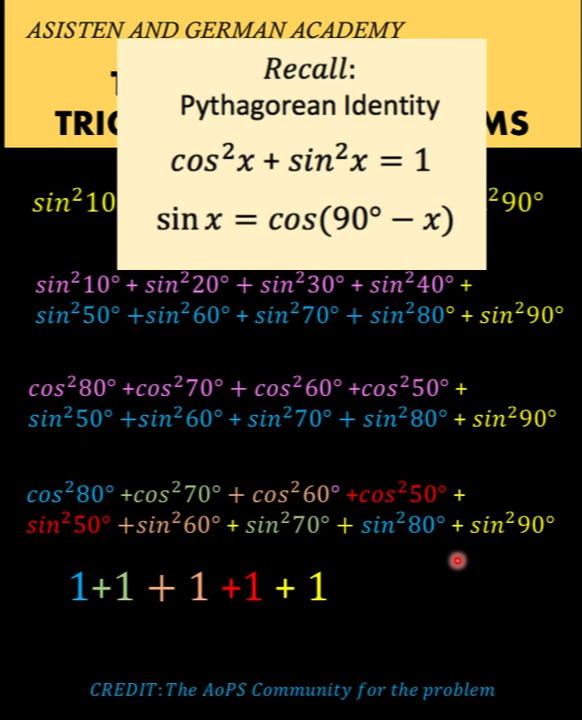 ASISTEN AND GERMAN ACADEMY
Recall:
Pythagorean Identity
cos²x + sin²x = 1
sin x = cos(90° − x)
sin²10
²90°
sin²10° + sin²20° + sin²30° + sin²40° +
sin²50° +sin²60° + sin²70° + sin²80° + sin²90°
cos²80° +cos²70° + cos²60° +cos²50° +
sin²50° +sin²60° + sin²70° + sin²80° + sin²90°
cos²80° +cos²70° + cos²60° +cos²50° +
sin²50° +sin²60° + sin²70° + sin²80° + sin²90°
1+1 + 1 +1 + 1
CREDIT:The AoPS Community for the problem